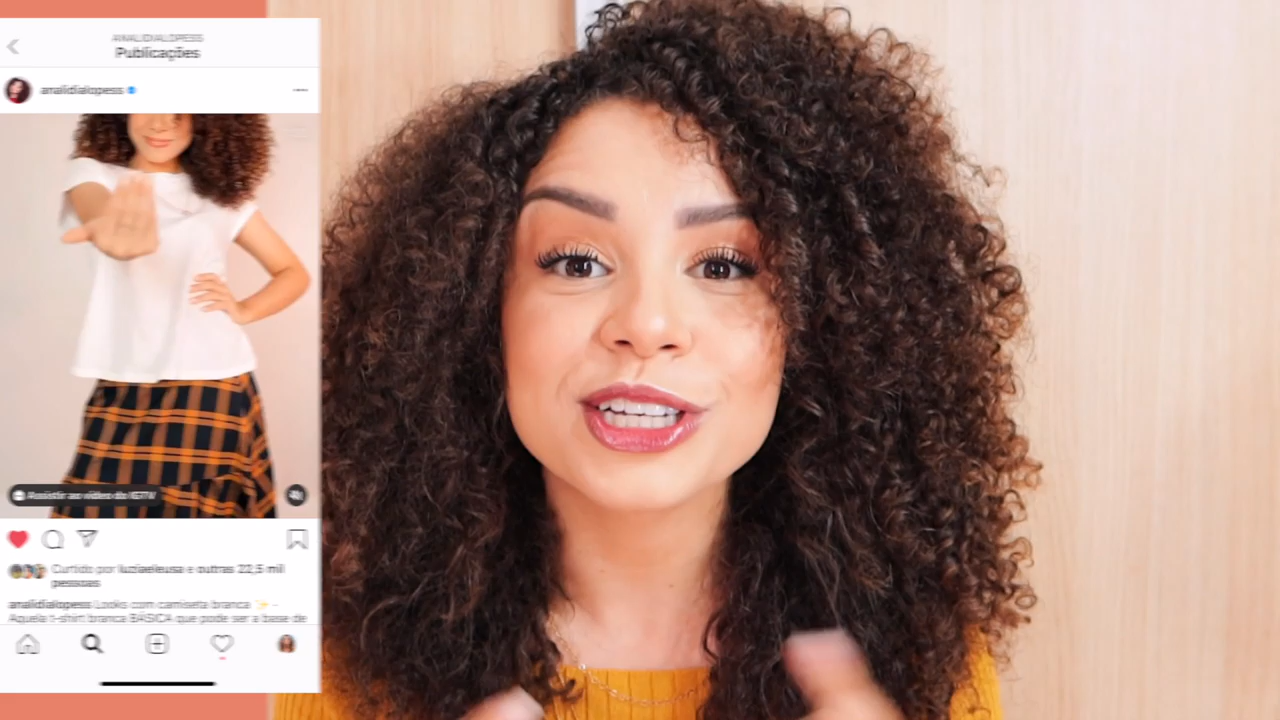 ANALIDIALOPESS
Publicações
analidialopess
Assistir ao vídeo do IGTV
Curtido por luziaeleusa e outras 22,5 mil
pessoas
analidialopess Looks com camiseta branca ✨ -
Aquela t-shirt branca BÁSICA que pode ser a base de